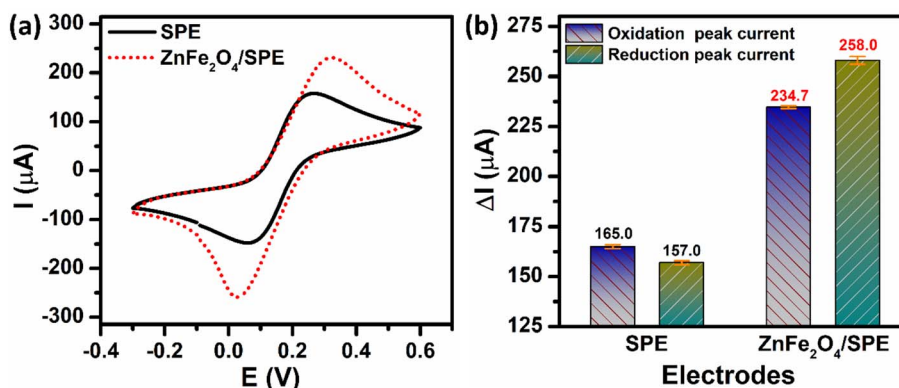 (a)
SPE
ZnFe₂O₄/SPE
300
200
100
0
-100
-200
-300
I (μA)
-0.4 -0.2 0.0 0.2 0.4 0.6
E (V)
(b)
Oxidation peak current
Reduction peak current
275
250
225
200
175
150
125
ΔI (μA)
165.0
157.0
234.7
258.0
SPE ZnFe₂O₄/SPE
Electrodes